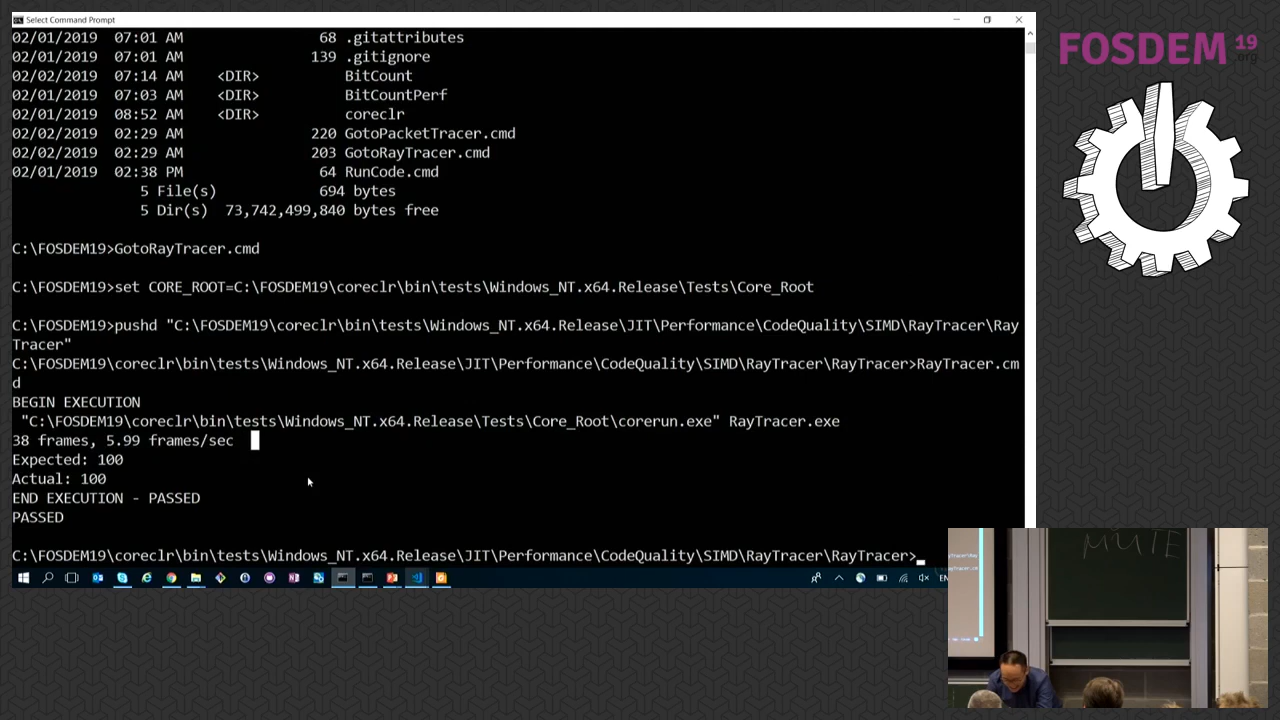 Select Command Prompt
02/01/2019 07:01 AM 68 .gitattributes
02/01/2019 07:01 AM 139 .gitignore
02/01/2019 07:14 AM <DIR> BitCount
02/01/2019 07:03 AM <DIR> BitCountPerf
02/01/2019 08:52 AM <DIR> coreclr
02/02/2019 02:29 AM 220 GotoPacketTracer.cmd
02/02/2019 02:29 AM 203 GotoRayTracer.cmd
02/01/2019 02:38 PM 64 RunCode.cmd
5 File(s) 694 bytes
5 Dir(s) 73,742,499,840 bytes free
C:\FOSDEM19>GotoRayTracer.cmd
C:\FOSDEM19>set CORE_ROOT=C:\FOSDEM19\coreclr\bin\tests\Windows_NT.x64.Release\Tests\Core_Root
C:\FOSDEM19>pushd "C:\FOSDEM19\coreclr\bin\tests\Windows_NT.x64.Release\JIT\Performance\CodeQuality\SIMD\RayTracer\Ray
Tracer"
C:\FOSDEM19\coreclr\bin\tests\Windows_NT.x64.Release\JIT\Performance\CodeQuality\SIMD\RayTracer\RayTracer>RayTracer.cm
d
BEGIN EXECUTION
"C:\FOSDEM19\coreclr\bin\tests\Windows_NT.x64.Release\Tests\Core_Root\corerun.exe" RayTracer.exe
38 frames, 5.99 frames/sec
Expected: 100
Actual: 100
END EXECUTION - PASSED
PASSED
C:\FOSDEM19\coreclr\bin\tests\Windows_NT.x64.Release\JIT\Performance\CodeQuality\SIMD\RayTracer\RayTracer>
FOSDEM 19
.org
MUTE